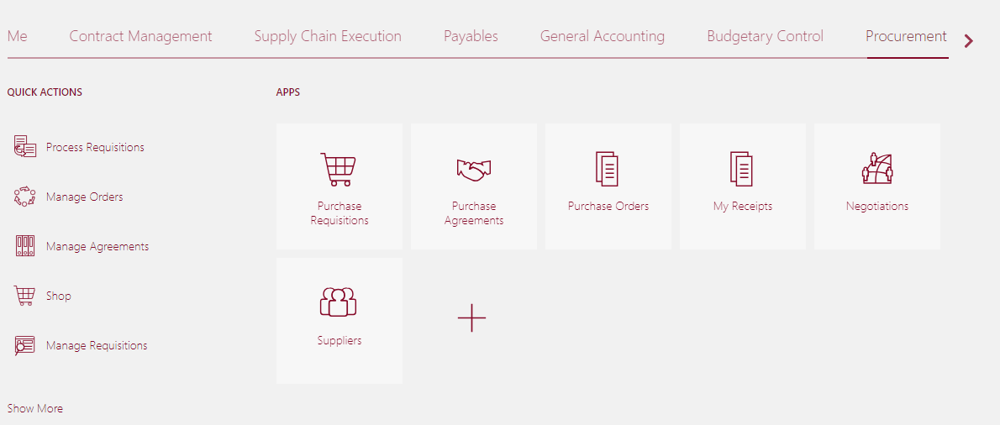 Me Contract Management Supply Chain Execution Payables General Accounting Budgetary Control Procurement
QUICK ACTIONS
Process Requisitions
Manage Orders
Manage Agreements
Shop
Manage Requisitions
Show More
APPS
Purchase
Requisitions
Purchase
Agreements
Purchase Orders
My Receipts
Negotiations
Suppliers